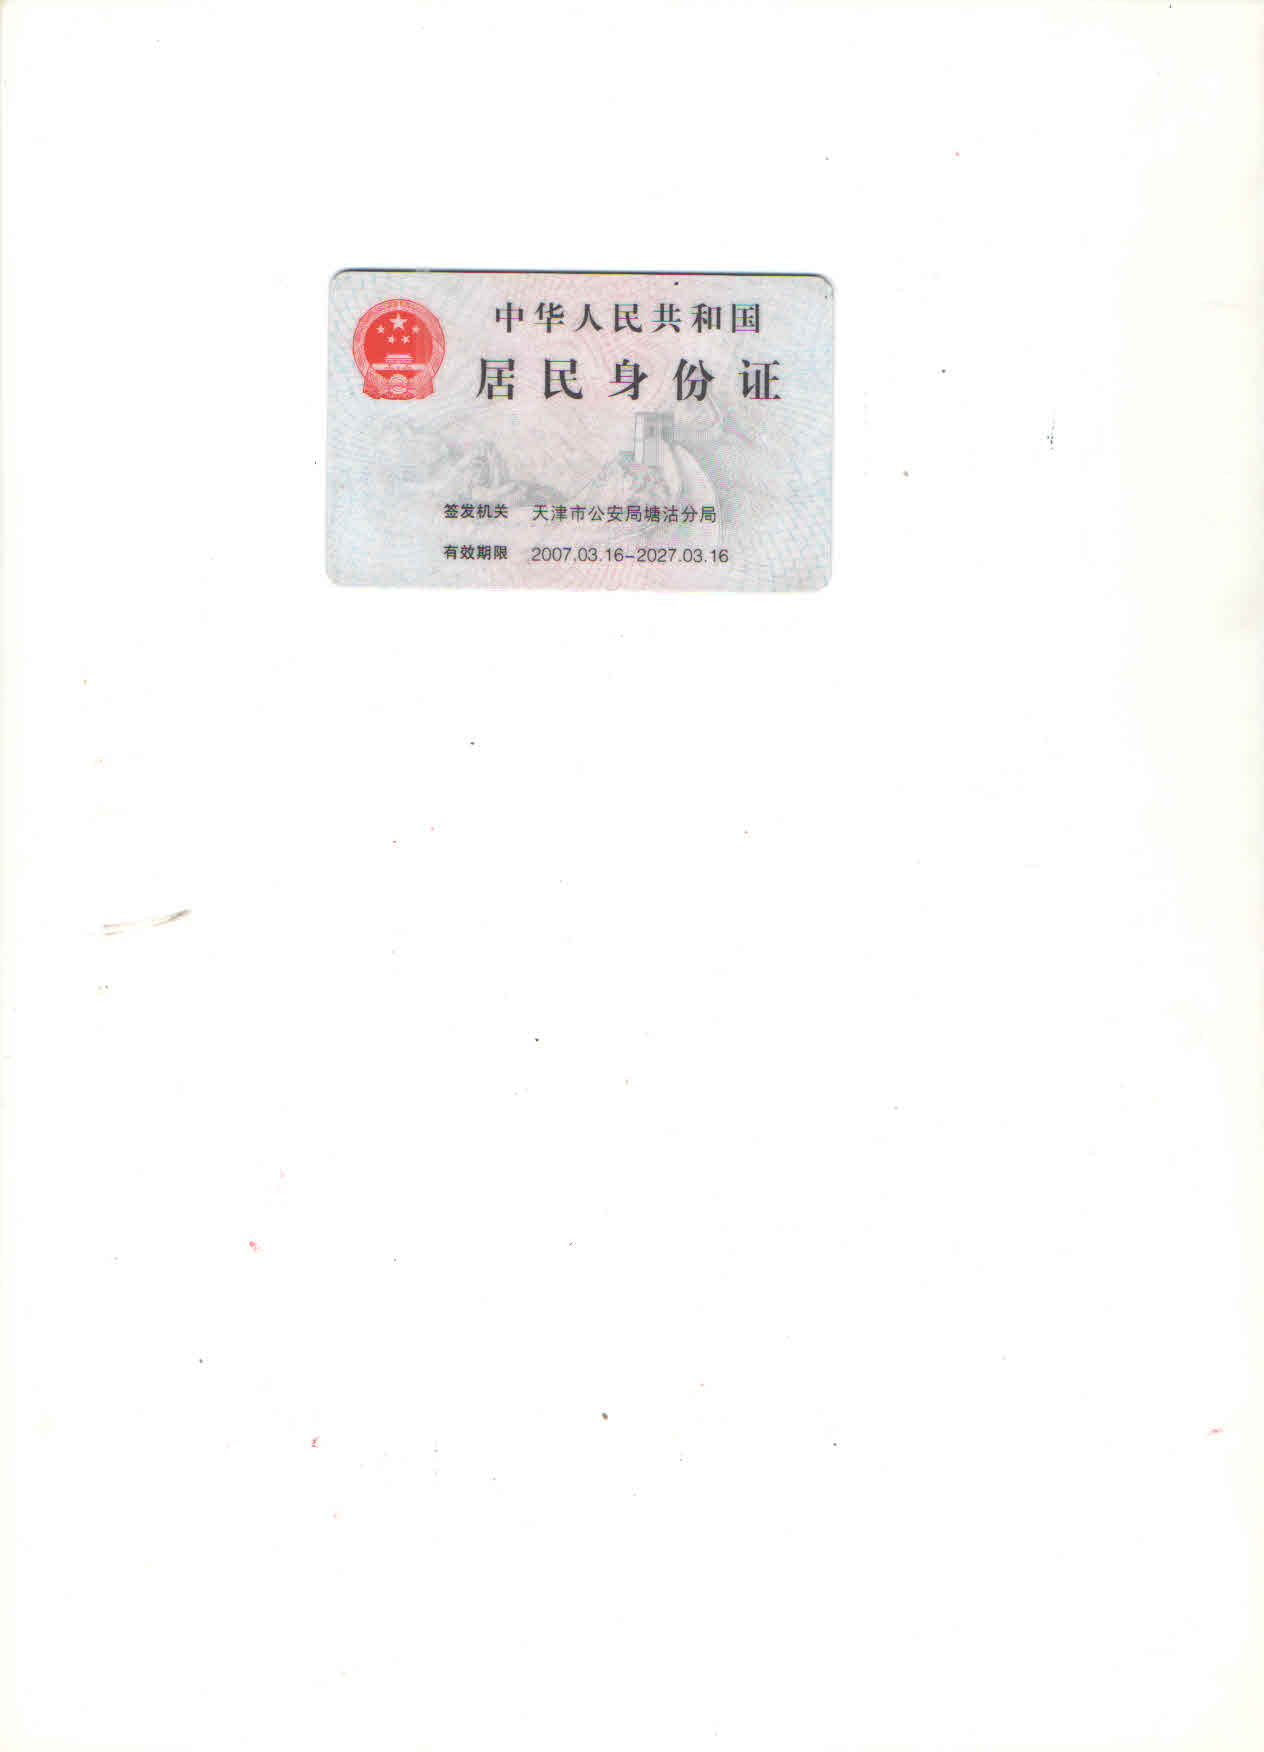 中华人民共和国
居民身份证
签发机关 天津市公安局塘沽分局
有效期限 2007.03.16-2027.03.16